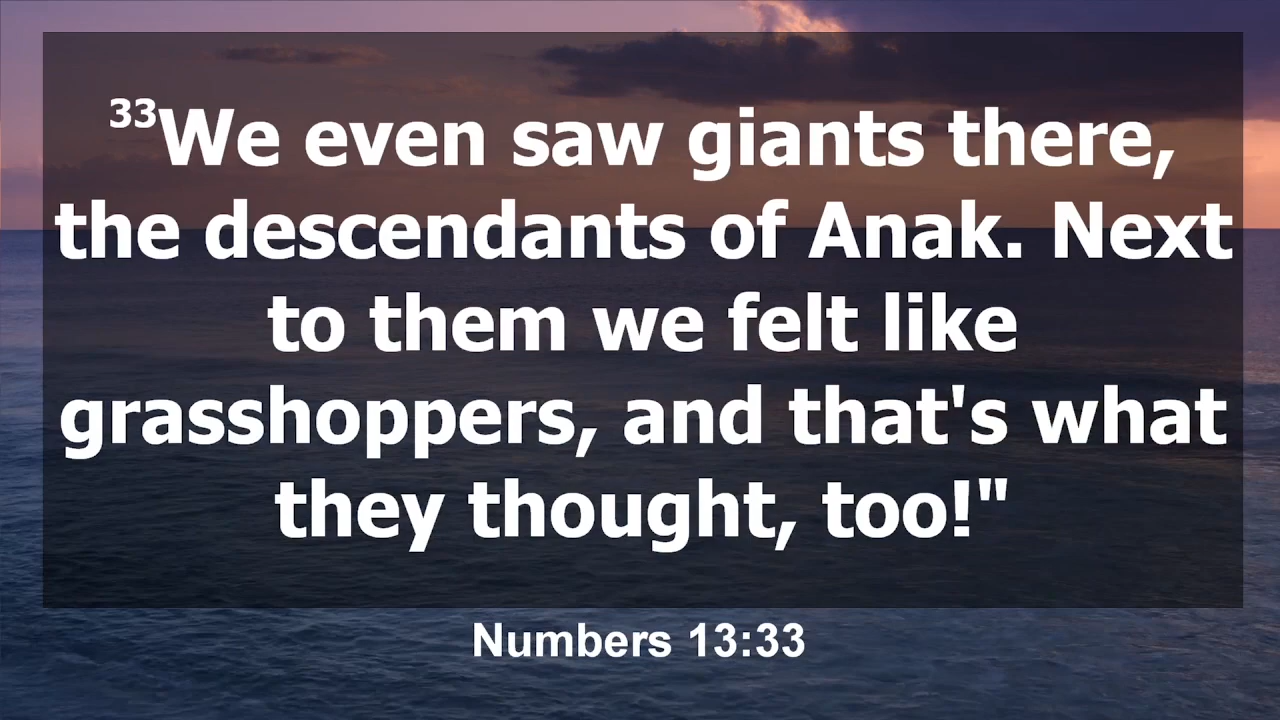 33We even saw giants there,
the descendants of Anak. Next
to them we felt like
grasshoppers, and that's what
they thought, too!"
Numbers 13:33